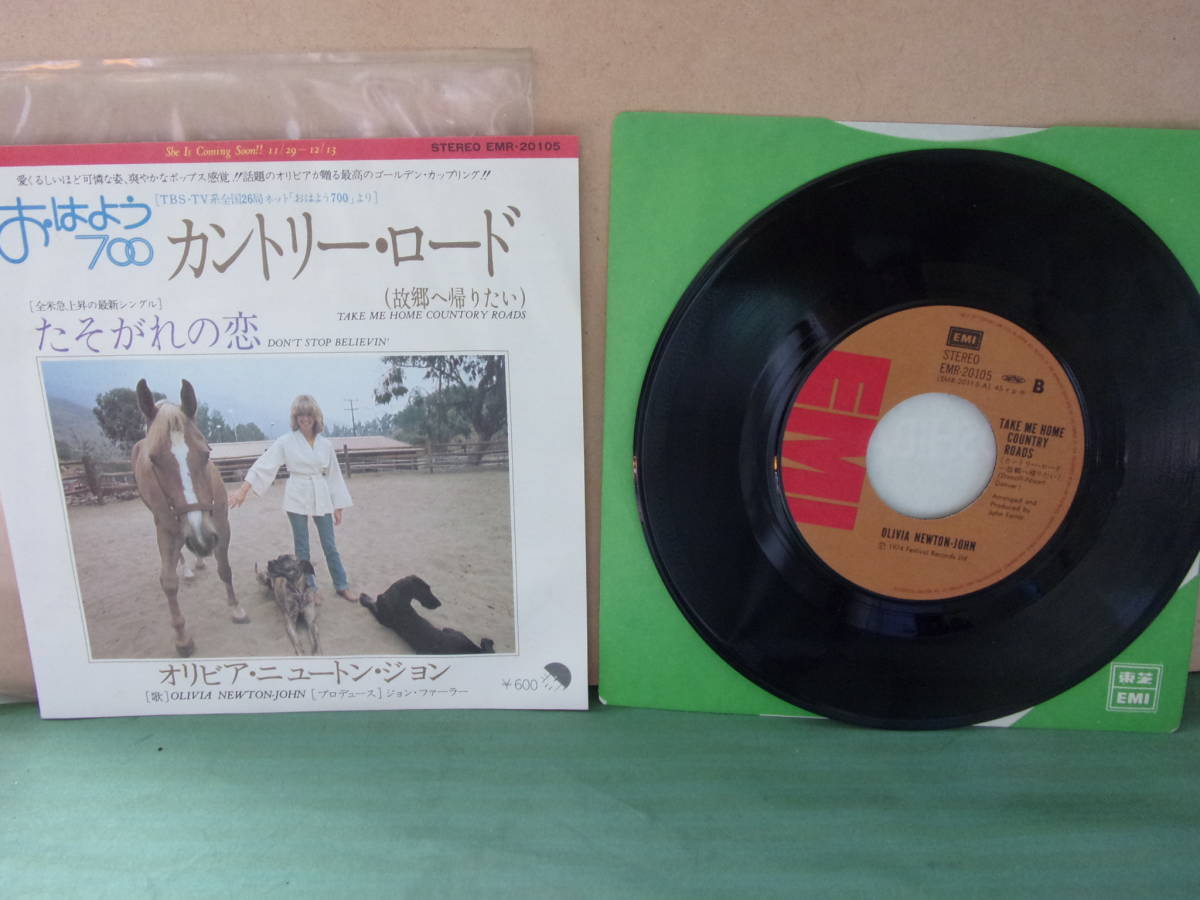 She Is Coming Soon!! 11/29—12/13
STEREO EMR-20105
愛くるしいほど可憐な姿、爽やかなポップス感覚!!話題のオリビアが贈る最高のゴールデン・カップリング!!
おはよう
700
[TBS-TV系全国26局ネット「おはよう700」より]
カントリー・ロード
(故郷へ帰りたい)
TAKE ME HOME COUNTORY ROADS
[全米急上昇の最新シングル]
たそがれの恋 DON'T STOP BELIEVIN'
オリビア・ニュートン・ジョン
¥600
[歌] OLIVIA NEWTON-JOHN [プロデュース] ジョン・ファーラー
EMI
EMI
STEREO
EMR-20105
B
TAKE ME HOME
COUNTRY
ROADS
Arranged and
Produced by
John Farrar
OLIVIA NEWTON-JOHN
Ⓟ 1974 Festival Records Ltd
東芝
EMI